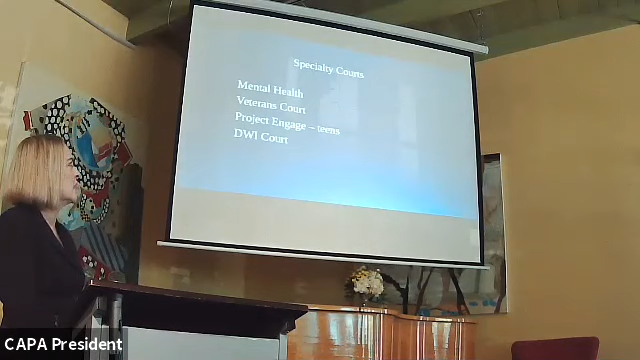 Specialty Courts
Mental Health
Veterans Court
Project Engage – teens
DWI Court
CAPA President